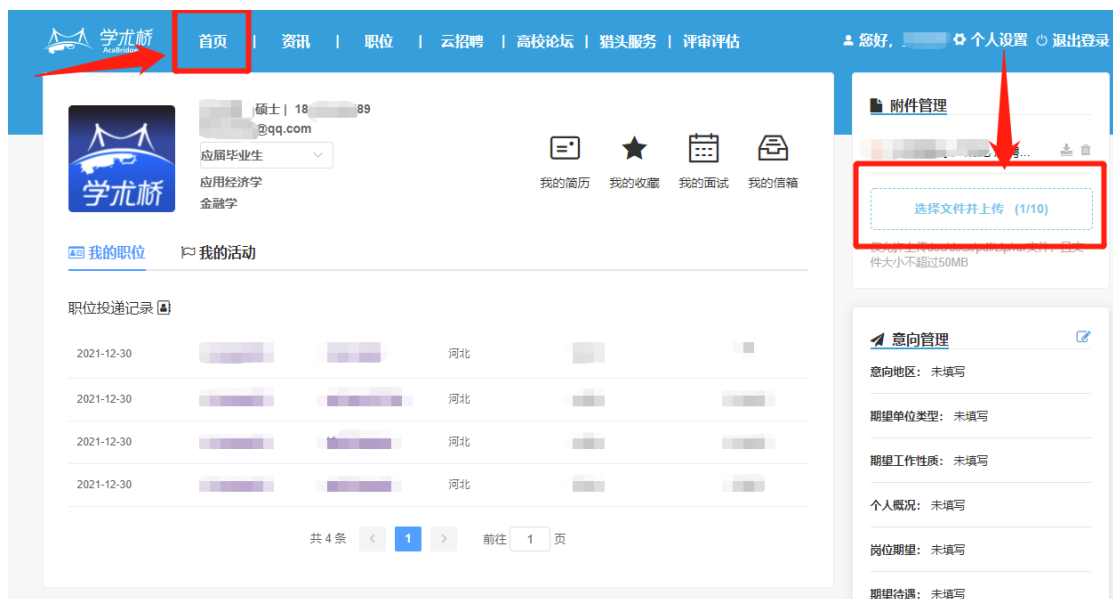 学术桥
AcaBridge
首页 | 资讯 | 职位 | 云招聘 | 高校论坛 | 猎头服务 | 评审评估
您好, 个人设置 退出登录
学术桥
硕士 | 18 89
@qq.com
应届毕业生
应用经济学
金融学
我的简历 我的收藏 我的面试 我的信箱
我的职位 我的活动
职位投递记录
2021-12-30 河北
2021-12-30 河北
2021-12-30 河北
2021-12-30 河北
共 4 条 1 前往 1 页
附件管理
选择文件并上传 (1/10)
件大小不超过50MB
意向管理
意向地区: 未填写
期望单位类型: 未填写
期望工作性质: 未填写
个人概况: 未填写
岗位期望: 未填写
期望待遇: 未填写